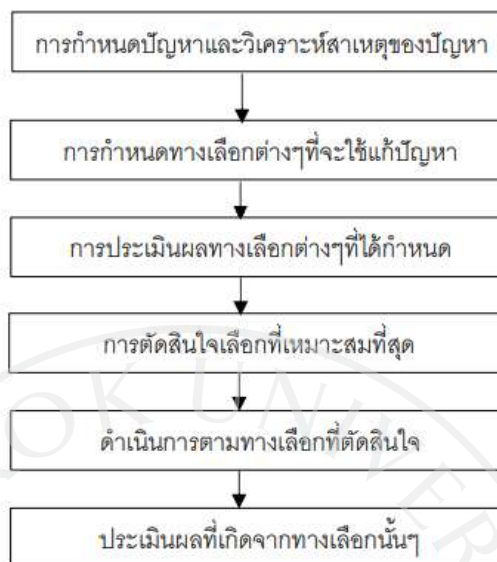 การกำหนดปัญหาและวิเคราะห์สาเหตุของปัญหา
การกำหนดทางเลือกต่างๆที่จะใช้แก้ปัญหา
การประเมินผลทางเลือกต่างๆที่ได้กำหนด
การตัดสินใจเลือกที่เหมาะสมที่สุด
ดำเนินการตามทางเลือกที่ตัดสินใจ
ประเมินผลที่เกิดจากทางเลือกนั้นๆ
OK UNIVER